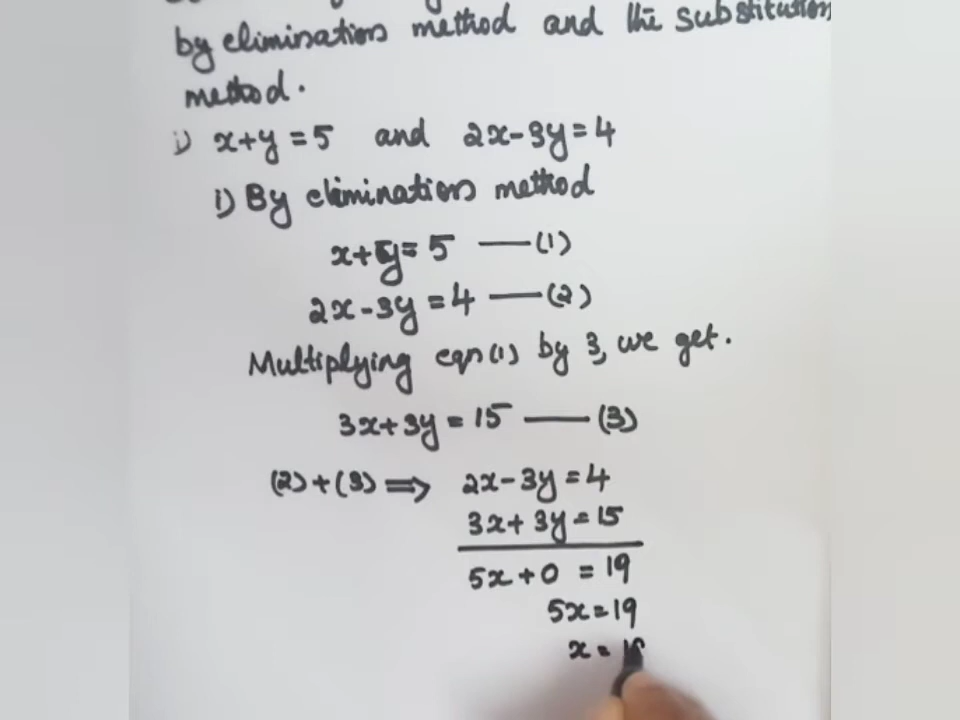 by elimination method and the substitution
method.
i) x+y=5 and 2x-3y=4
i) By elimination method
x+y=5 —(1)
2x-3y=4 —(2)
Multiplying eqn(1) by 3, we get.
3x+3y=15 —(3)
(2)+(3) ⟹ 2x-3y=4
3x+3y=15
5x+0 =19
5x=19
x=